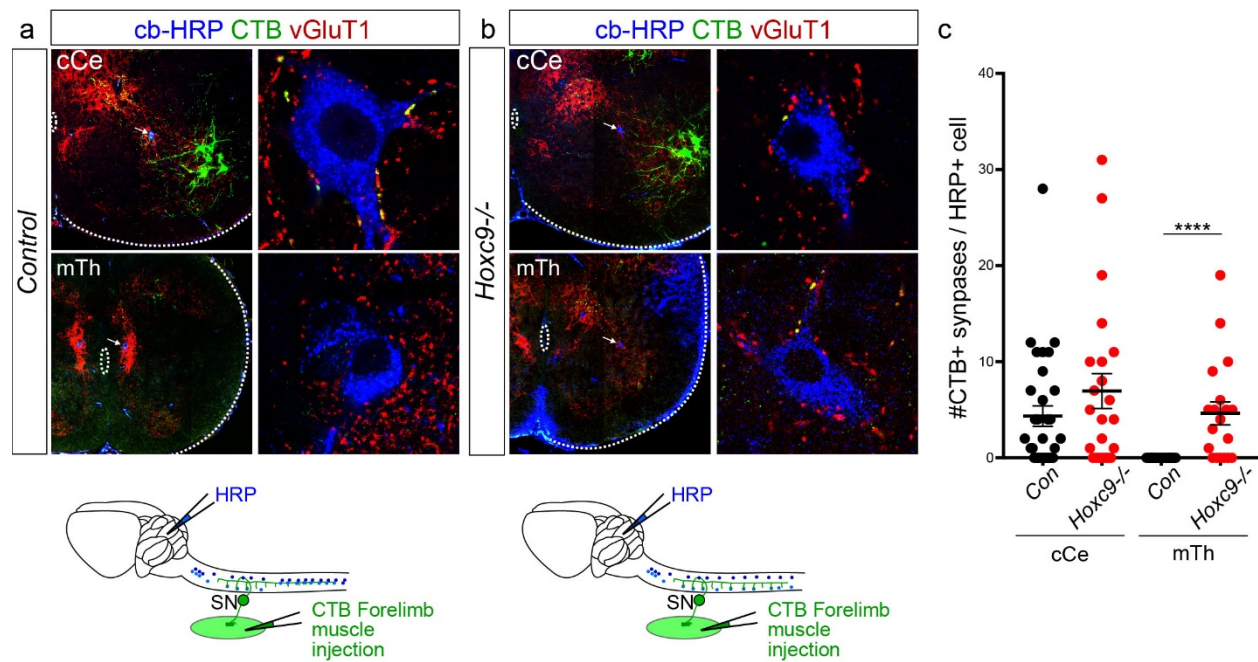 a
cb-HRP CTB vGluT1
Control
cCe
mTh
HRP
SN
CTB Forelimb
muscle
injection
b
cb-HRP CTB vGluT1
Hoxc9-/-
cCe
mTh
HRP
SN
CTB Forelimb
muscle
injection
c
#CTB+ synpases / HRP+ cell
40
30
20
10
0
****
Con
Hoxc9-/-
Con
Hoxc9-/-
cCe
mTh